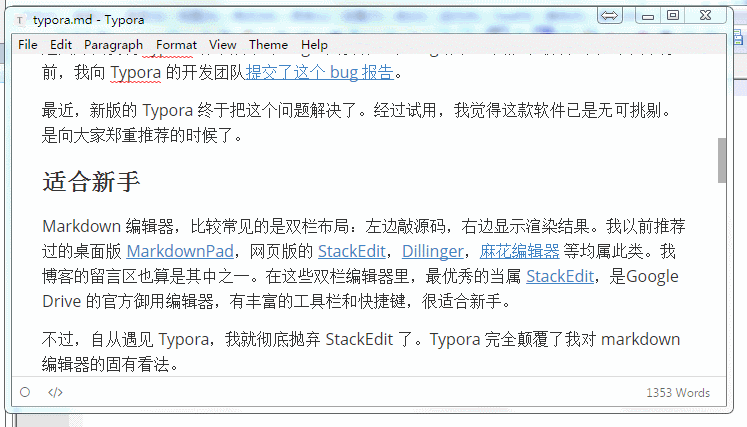 typora.md - Typora
File Edit Paragraph Format View Theme Help
前，我向 Typora 的开发团队提交了这个 bug 报告。
最近，新版的 Typora 终于把这个问题解决了。经过试用，我觉得这款软件已是无可挑剔。
是向大家郑重推荐的时候了。
适合新手
Markdown 编辑器，比较常见的是双栏布局：左边敲源码，右边显示渲染结果。我以前推荐
过的桌面版 MarkdownPad，网页版的 StackEdit，Dillinger，麻花编辑器 等均属此类。我
博客的留言区也算是其中之一。在这些双栏编辑器里，最优秀的当属 StackEdit，是Google
Drive 的官方御用编辑器，有丰富的工具栏和快捷键，很适合新手。
不过，自从遇见 Typora，我就彻底抛弃 StackEdit 了。Typora 完全颠覆了我对 markdown
编辑器的固有看法。
1353 Words